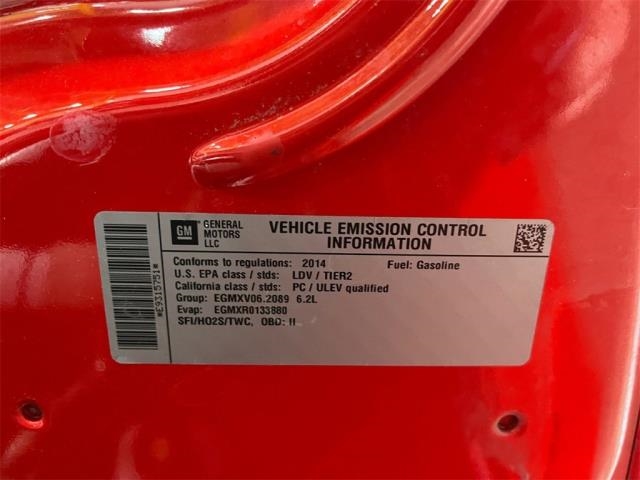 GM
GENERAL
MOTORS
LLC
VEHICLE EMISSION CONTROL
INFORMATION
Conforms to regulations: 2014 Fuel: Gasoline
U.S. EPA class / stds: LDV / TIER2
California class / stds: PC / ULEV qualified
Group: EGMXV06.2089 6.2L
Evap: EGMXR0133880
SFI/HO2S/TWC, OBD: II
*E9315751*